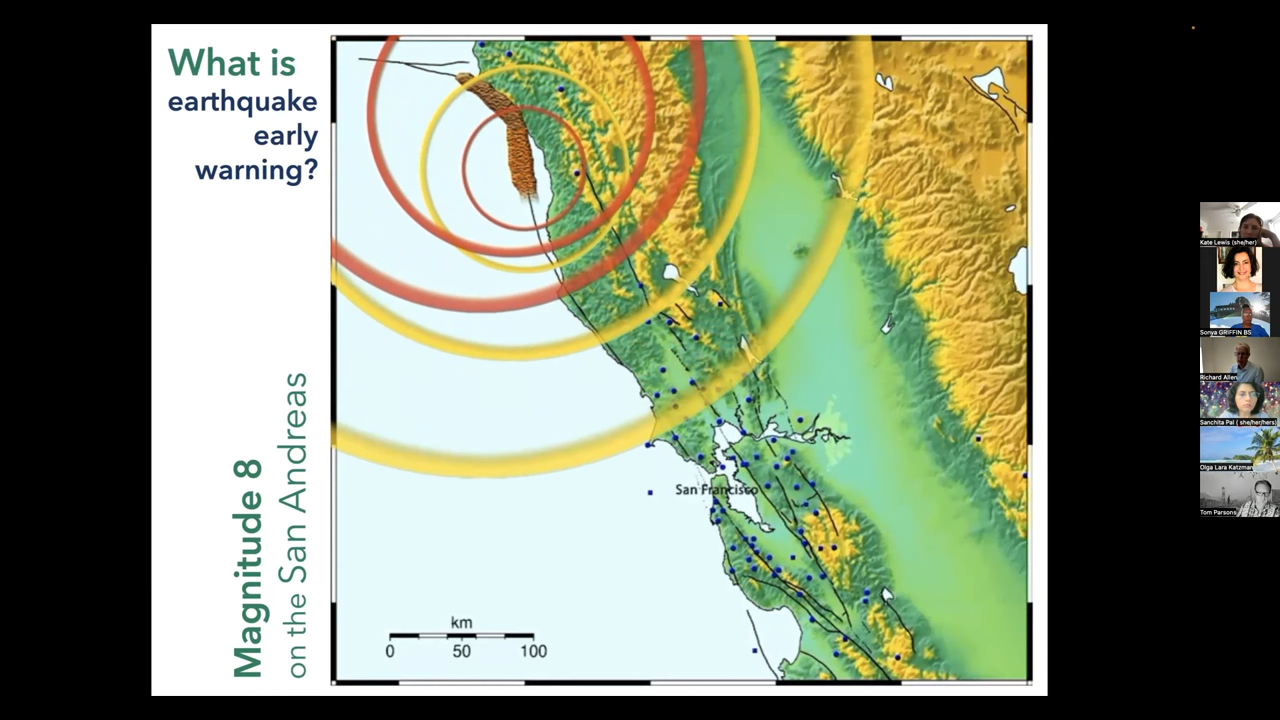 What is
earthquake
early
warning?
Magnitude 8
on the San Andreas
San Francisco
km
0 50 100
Kate Lewis (she/her)
Sonya GRIFFIN BS
Richard Allen
Sanchita Pal ( she/her/hers)
Olga Lara Katzman
Tom Parsons